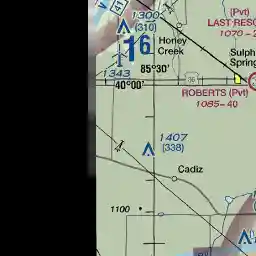 41
1300
(310)
(Pvt)
LAST RESO
1070 - 2
Honey
Creek
16
Sulph
Spring
1343
85°30'
36
40°00'
ROBERTS (Pvt)
1085 - 40
1407
(338)
Cadiz
1100